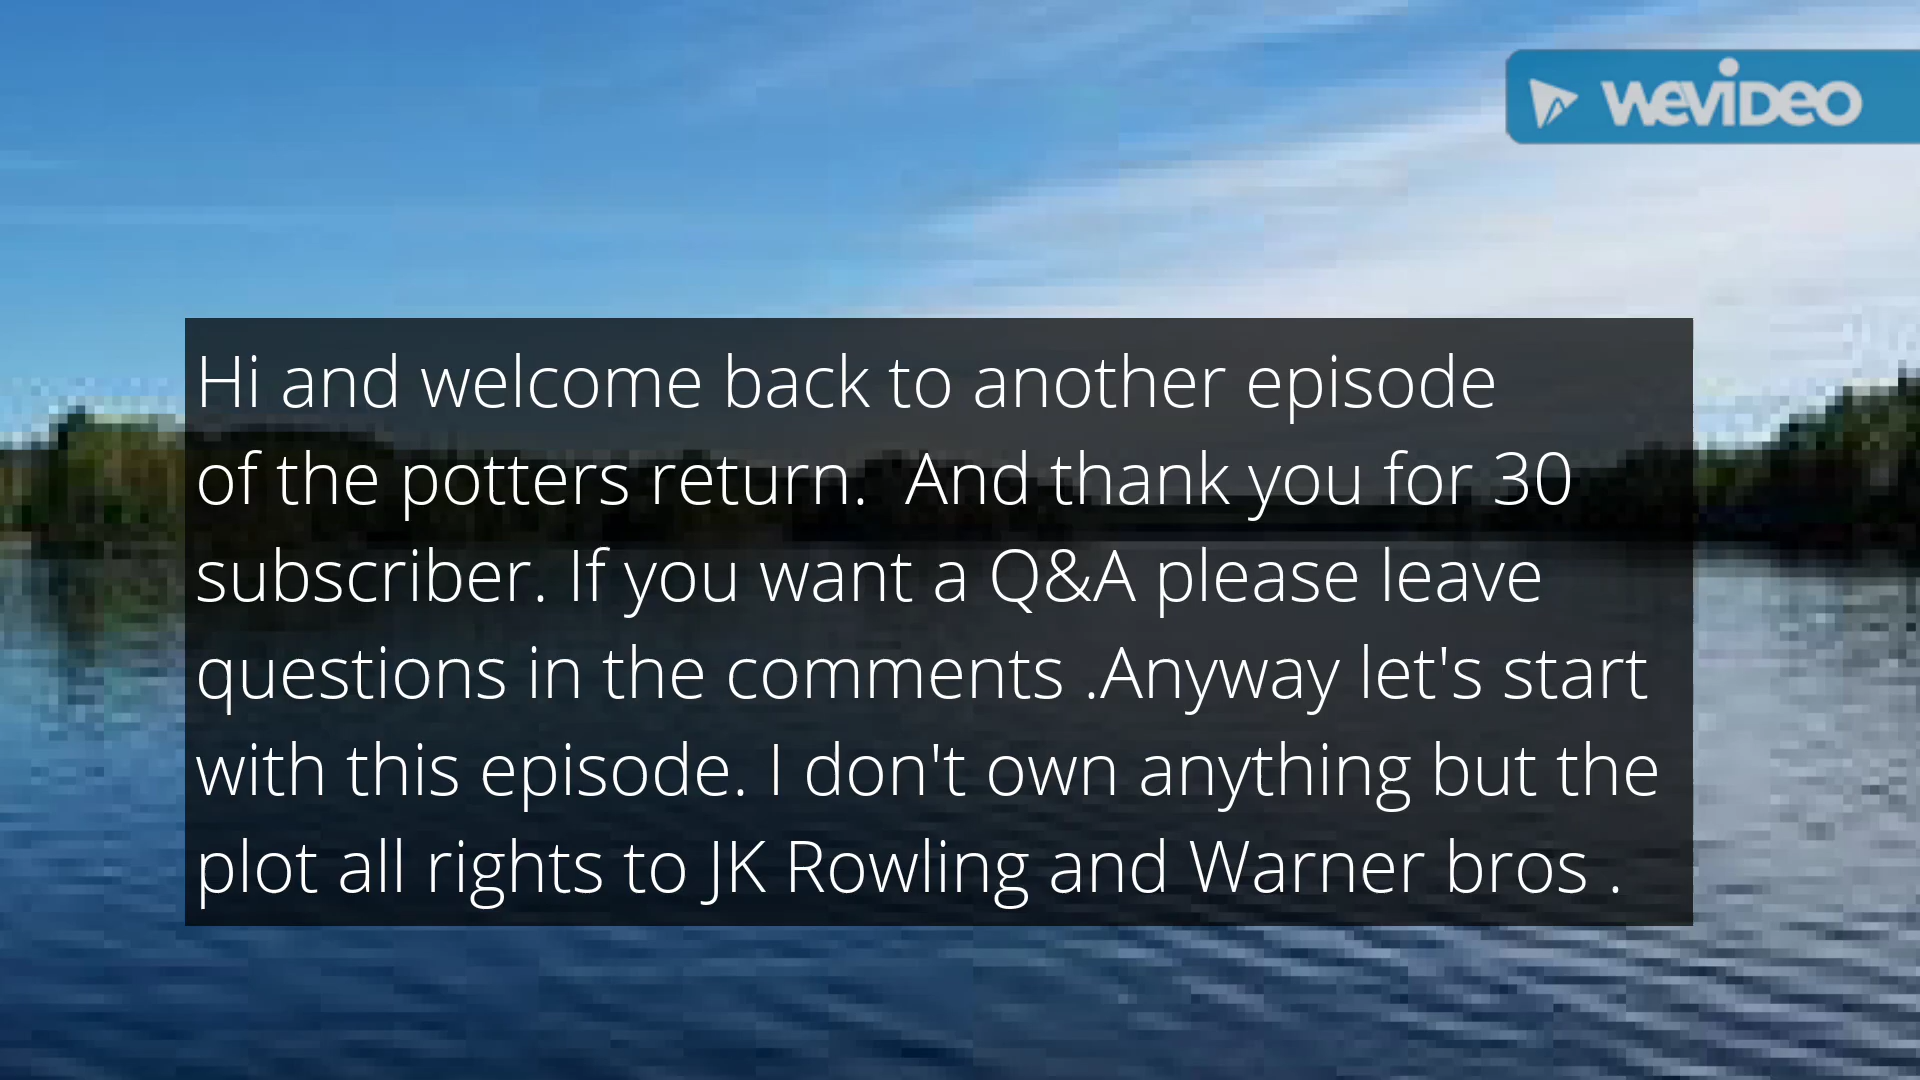 WEVIDEO
Hi and welcome back to another episode
of the potters return.  And thank you for 30
subscriber. If you want a Q&A please leave
questions in the comments .Anyway let's start
with this episode. I don't own anything but the
plot all rights to JK Rowling and Warner bros .